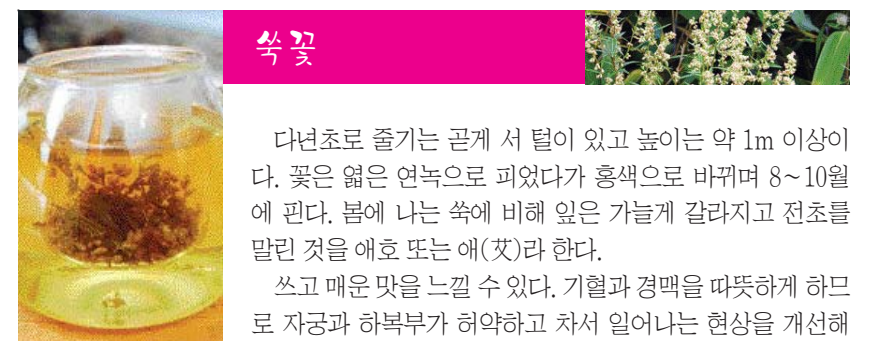 쑥꽃
다년초로 줄기는 곧게 서 털이 있고 높이는 약 1m 이상이
다. 꽃은 엷은 연녹으로 피었다가 홍색으로 바뀌며 8~10월
에 핀다. 봄에 나는 쑥에 비해 잎은 가늘게 갈라지고 전초를
말린 것을 애호 또는 애(艾)라 한다.
쓰고 매운 맛을 느낄 수 있다. 기혈과 경맥을 따뜻하게 하므
로 자궁과 하복부가 허약하고 차서 일어나는 현상을 개선해